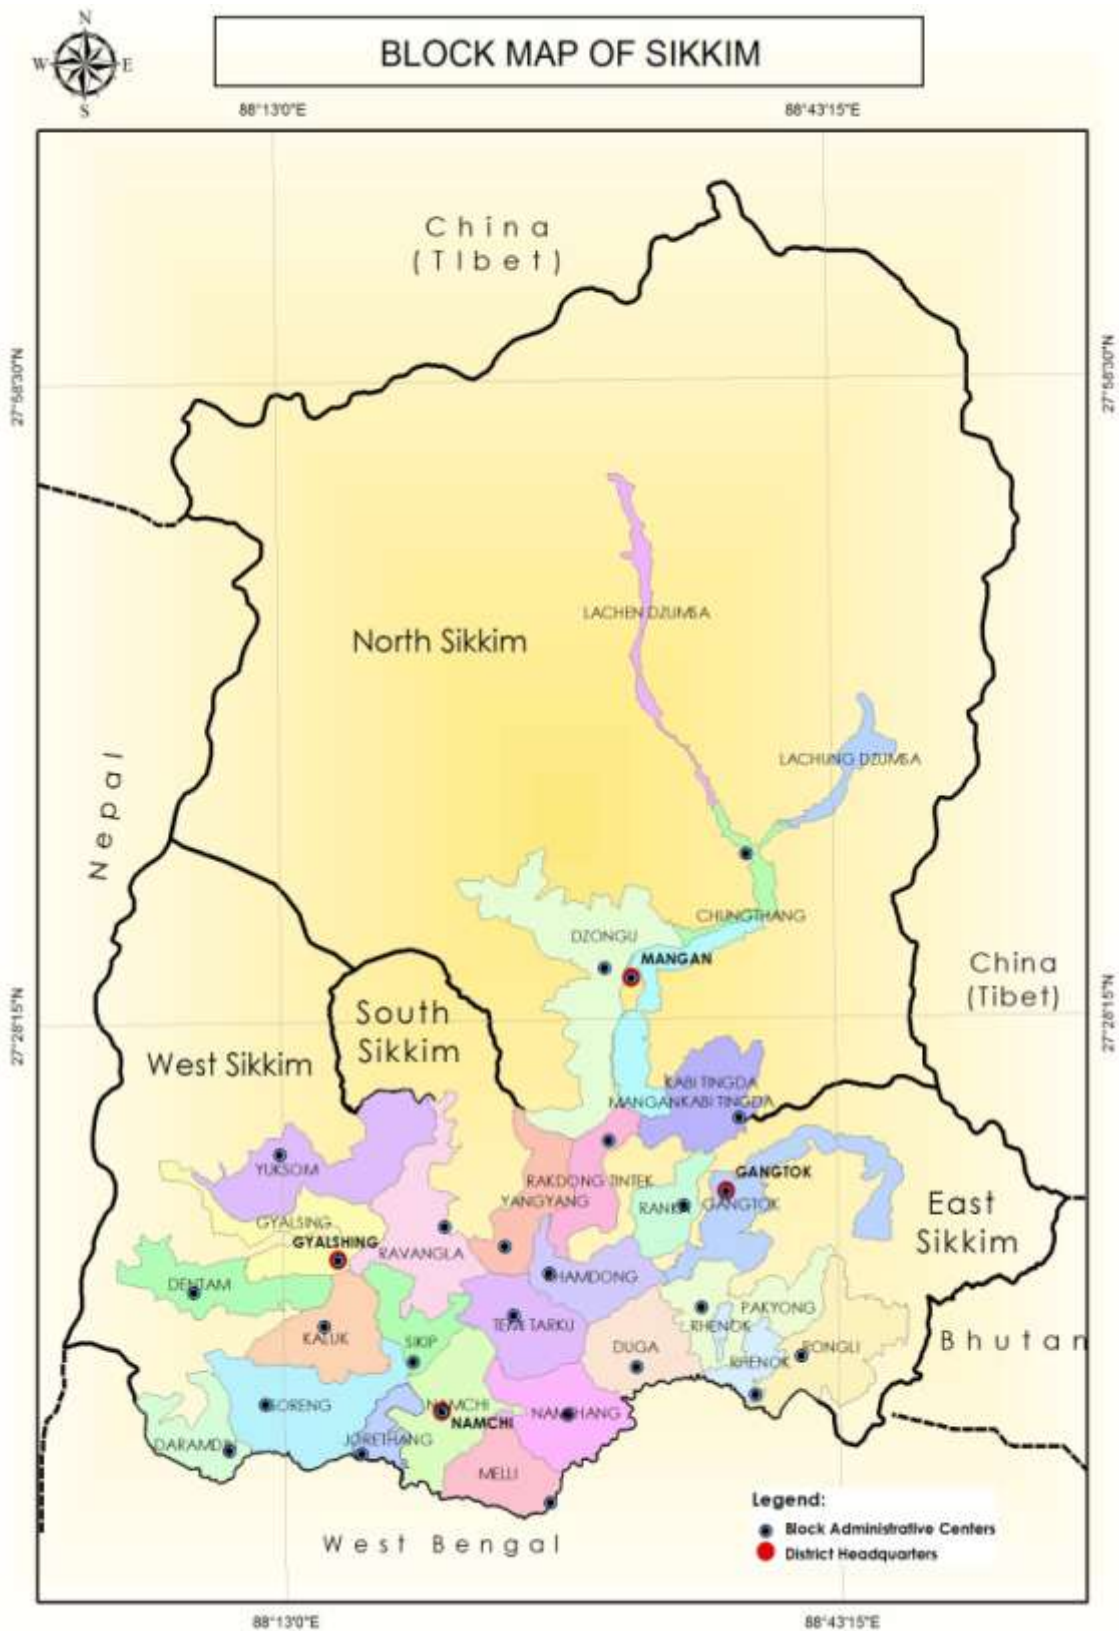 N
W E
S
BLOCK MAP OF SIKKIM
88°13'0"E
88°43'15"E
China
(TIbet)
27°58'30"N
27°58'30"N
LACHEN DZUMSA
North Sikkim
LACHUNG DZUMSA
Nepal
CHUNGTHANG
DZONGU
MANGAN
China
(Tibet)
South
Sikkim
27°28'15"N
27°28'15"N
West Sikkim
KABI TINGDA
MANGAN
KABI TINGDA
YUKSOM
RAKDONG TINTEK
GANGTOK
YANGYANG
RANKA
GANGTOK
East
Sikkim
GYALSING
GYALSHING
RAVANGLA
HAMDONG
DENTAM
PAKYONG
RHENOK
TEMI TARKU
KALUK
SIKIP
DUGA
RHENOK
RONGLI
Bhutan
SORENG
NAMCHI
NAMCHI
NAMTHANG
DARAMDIN
JORETHANG
MELLI
West Bengal
Legend:
Block Administrative Centers
District Headquarters
88°13'0"E
88°43'15"E